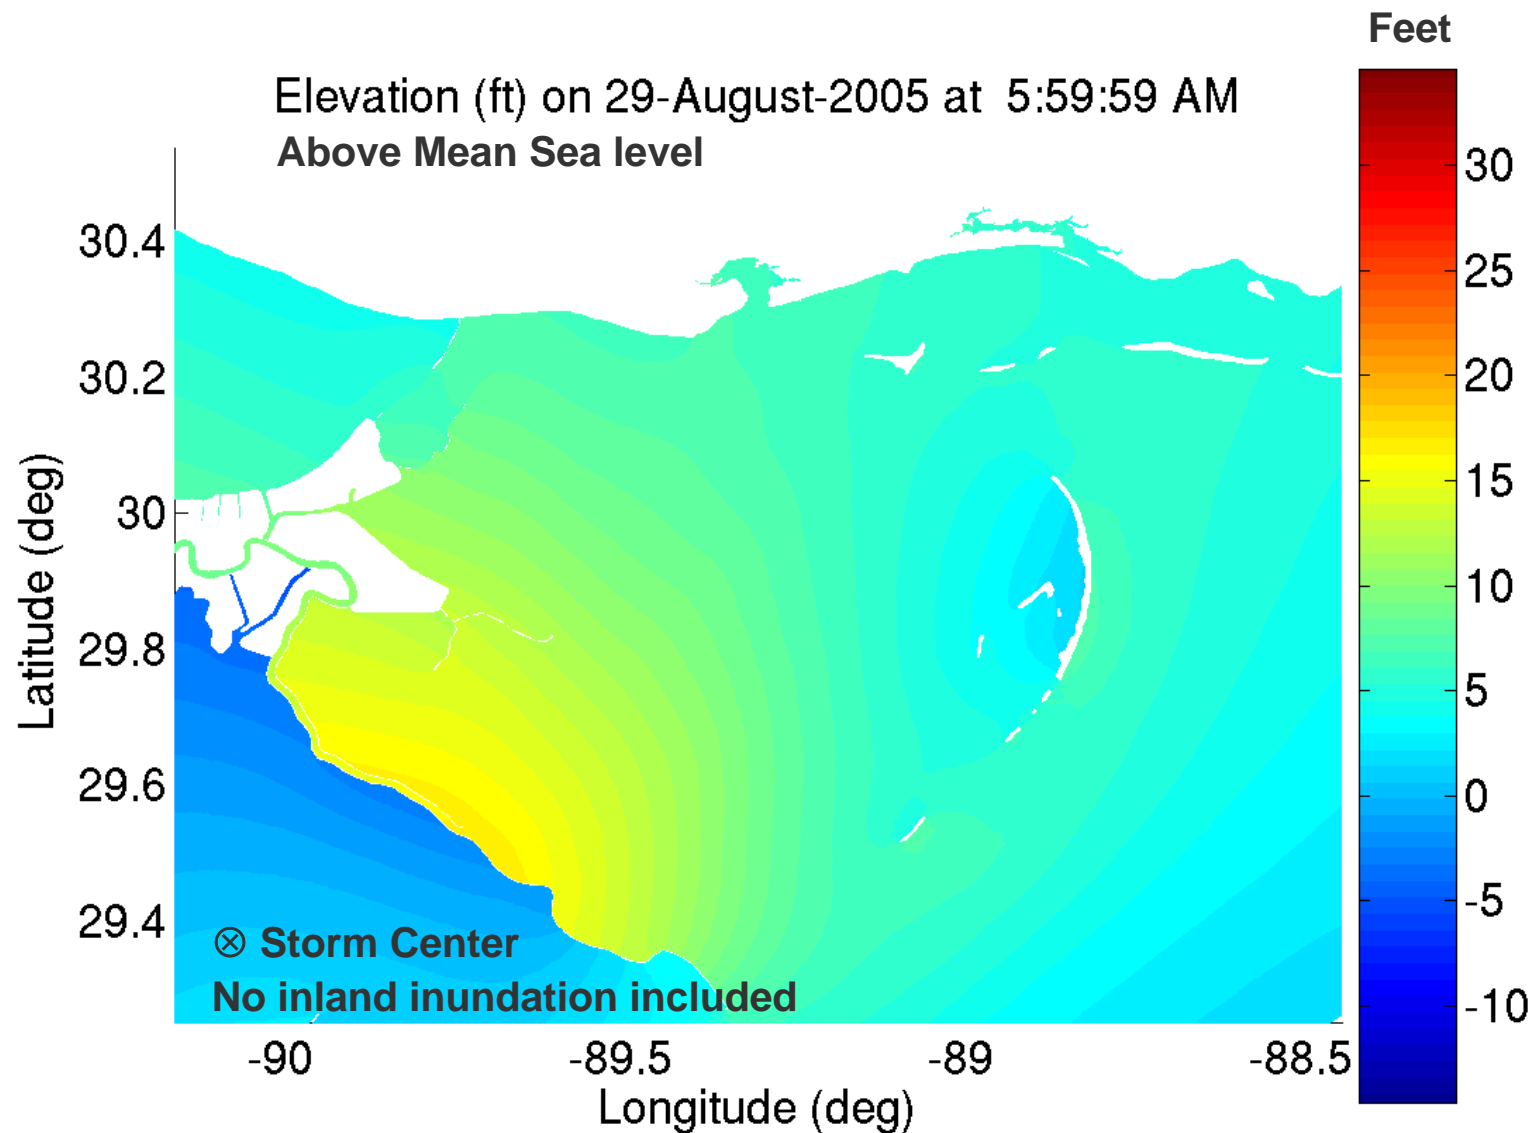 Feet
Elevation (ft) on 29-August-2005 at  5:59:59 AM
Above Mean Sea level
30.4
30.2
30
29.8
29.6
29.4
Latitude (deg)
⊗ Storm Center
No inland inundation included
-90
-89.5
-89
-88.5
Longitude (deg)
30
25
20
15
10
5
0
-5
-10